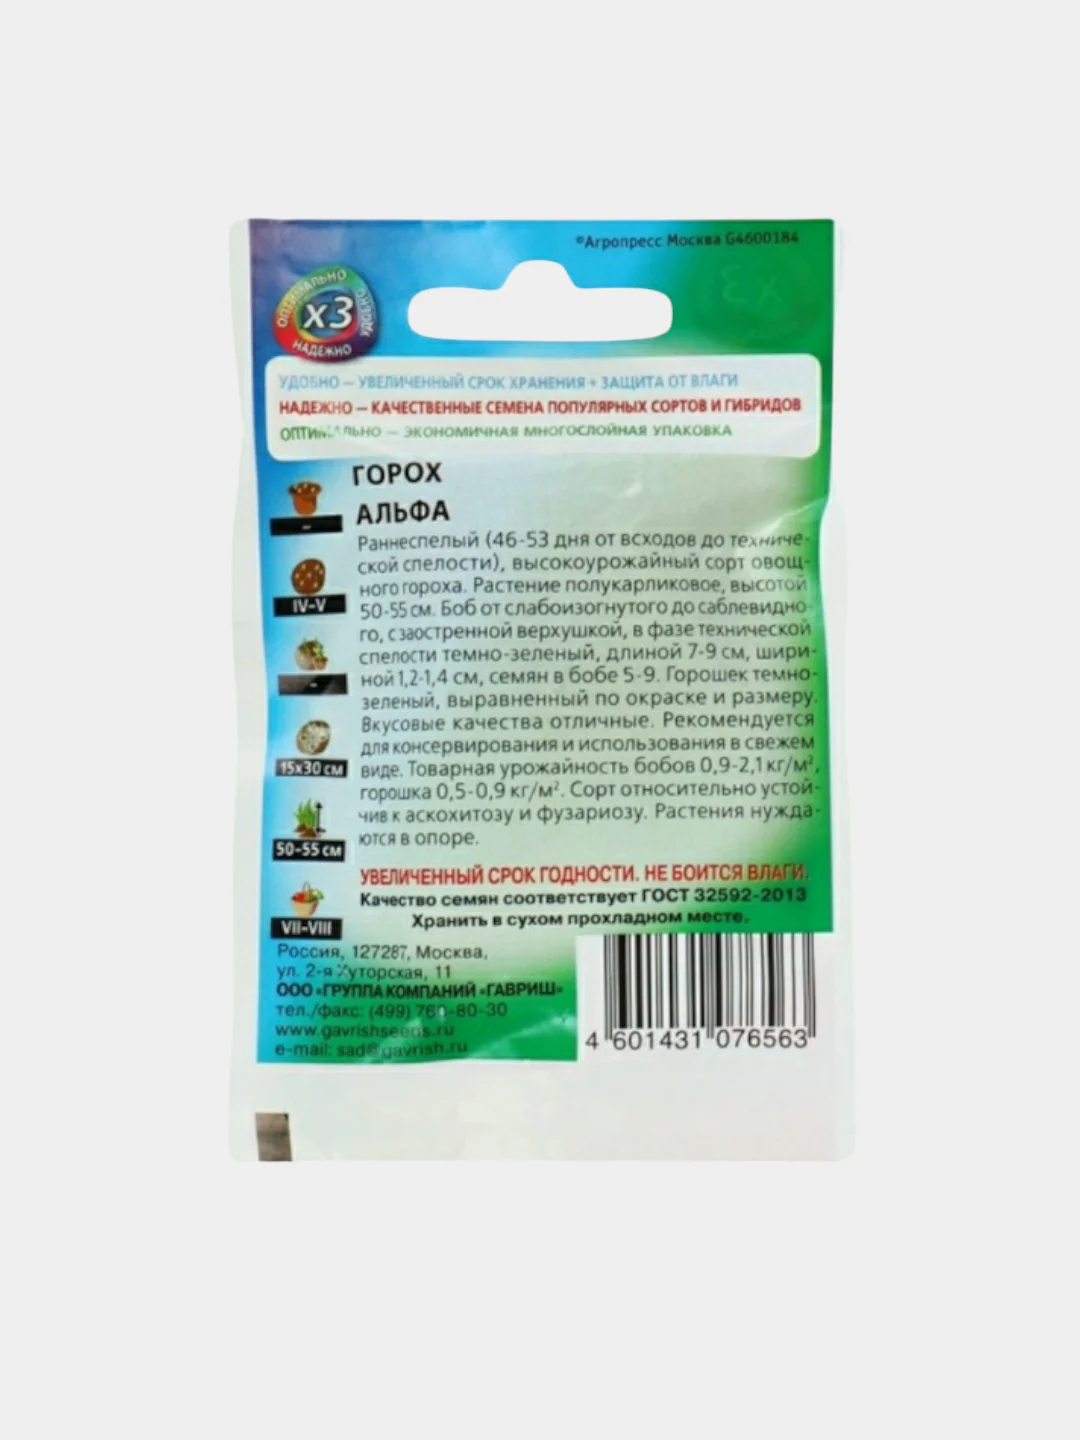 ©Агропресс Москва G4600184
ОПТИМАЛЬНО
х3
УДОБНО
НАДЕЖНО
УДОБНО – УВЕЛИЧЕННЫЙ СРОК ХРАНЕНИЯ + ЗАЩИТА ОТ ВЛАГИ
НАДЕЖНО – КАЧЕСТВЕННЫЕ СЕМЕНА ПОПУЛЯРНЫХ СОРТОВ И ГИБРИДОВ
ОПТИМАЛЬНО – ЭКОНОМИЧНАЯ МНОГОСЛОЙНАЯ УПАКОВКА
ГОРОХ
АЛЬФА
Раннеспелый (46-53 дня от всходов до техниче-
ской спелости), высокоурожайный сорт овощ-
ного гороха. Растение полукарликовое, высотой
50-55 см. Боб от слабоизогнутого до саблевидно-
го, с заостренной верхушкой, в фазе технической
спелости темно-зеленый, длиной 7-9 см, шири-
ной 1,2-1,4 см, семян в бобе 5-9. Горошек темно-
зеленый, выравненный по окраске и размеру.
Вкусовые качества отличные. Рекомендуется
для консервирования и использования в свежем
виде. Товарная урожайность бобов 0,9-2,1 кг/м²,
горошка 0,5-0,9 кг/м². Сорт относительно устой-
чив к аскохитозу и фузариозу. Растения нужда-
ются в опоре.
-
IV-V
-
15х30 см
50-55 см
VII-VIII
УВЕЛИЧЕННЫЙ СРОК ГОДНОСТИ. НЕ БОИТСЯ ВЛАГИ.
Качество семян соответствует ГОСТ 32592-2013
Хранить в сухом прохладном месте.
Россия, 127287, Москва,
ул. 2-я Хуторская, 11
ООО «ГРУППА КОМПАНИЙ «ГАВРИШ»
тел./факс: (499) 760-80-30
www.gavrishseeds.ru
e-mail: sad@gavrish.ru
4 601431 076563